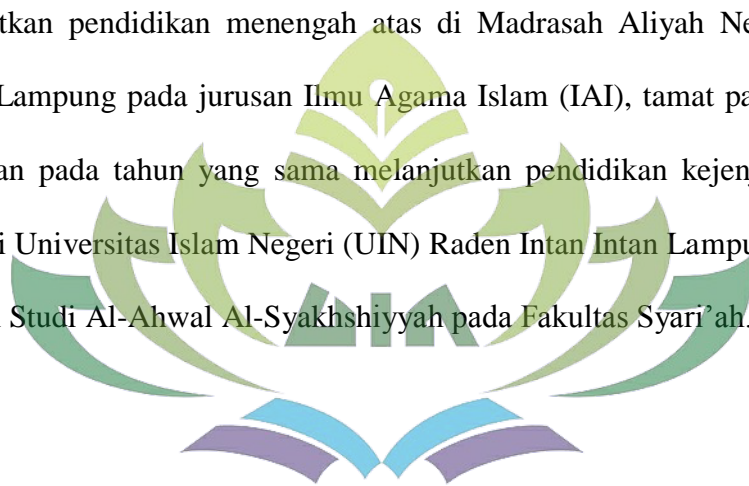 tkan pendidikan menengah atas di Madrasah Aliyah Ne
Lampung pada jurusan Ilmu Agama Islam (IAI), tamat pa
an pada tahun yang sama melanjutkan pendidikan kejen
i Universitas Islam Negeri (UIN) Raden Intan Intan Lampu
Studi Al-Ahwal Al-Syakhshiyyah pada Fakultas Syari’ah.
UIN